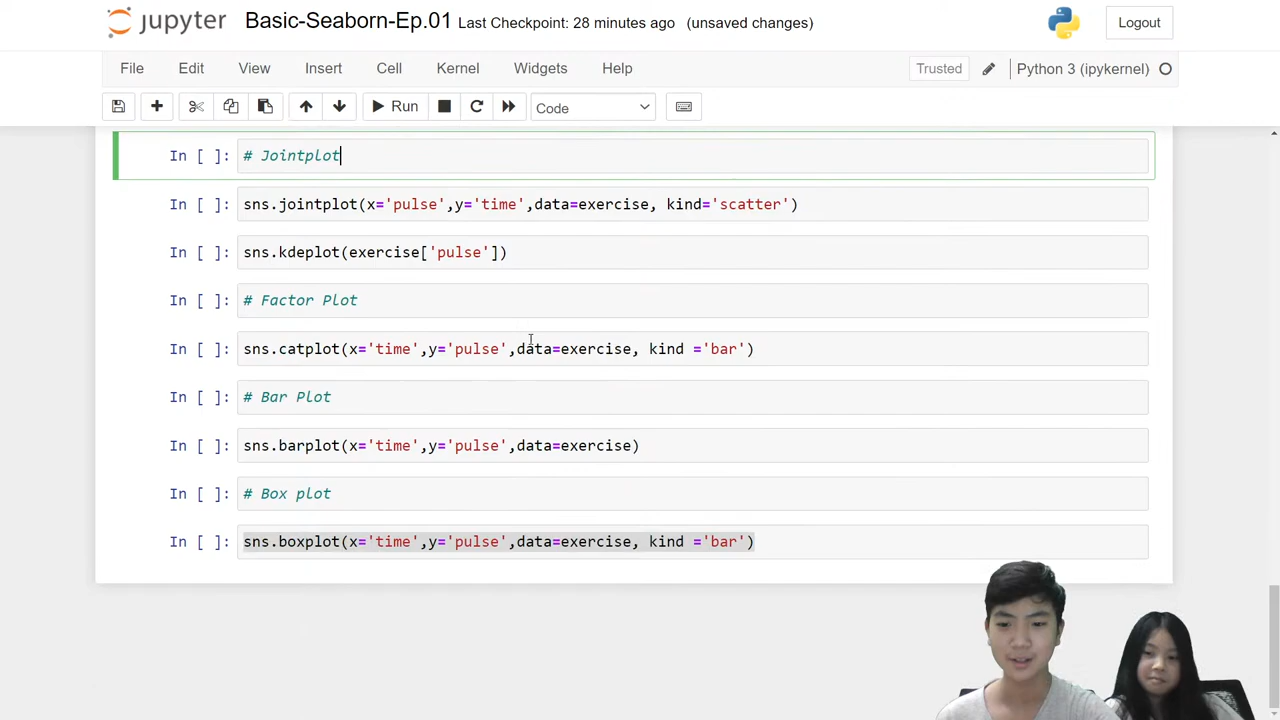 jupyter Basic-Seaborn-Ep.01 Last Checkpoint: 28 minutes ago (unsaved changes) Logout
File Edit View Insert Cell Kernel Widgets Help Trusted Python 3 (ipykernel)
Run Code
In [ ]: # Jointplot
In [ ]: sns.jointplot(x='pulse',y='time',data=exercise, kind='scatter')
In [ ]: sns.kdeplot(exercise['pulse'])
In [ ]: # Factor Plot
In [ ]: sns.catplot(x='time',y='pulse',data=exercise, kind ='bar')
In [ ]: # Bar Plot
In [ ]: sns.barplot(x='time',y='pulse',data=exercise)
In [ ]: # Box plot
In [ ]: sns.boxplot(x='time',y='pulse',data=exercise, kind ='bar')